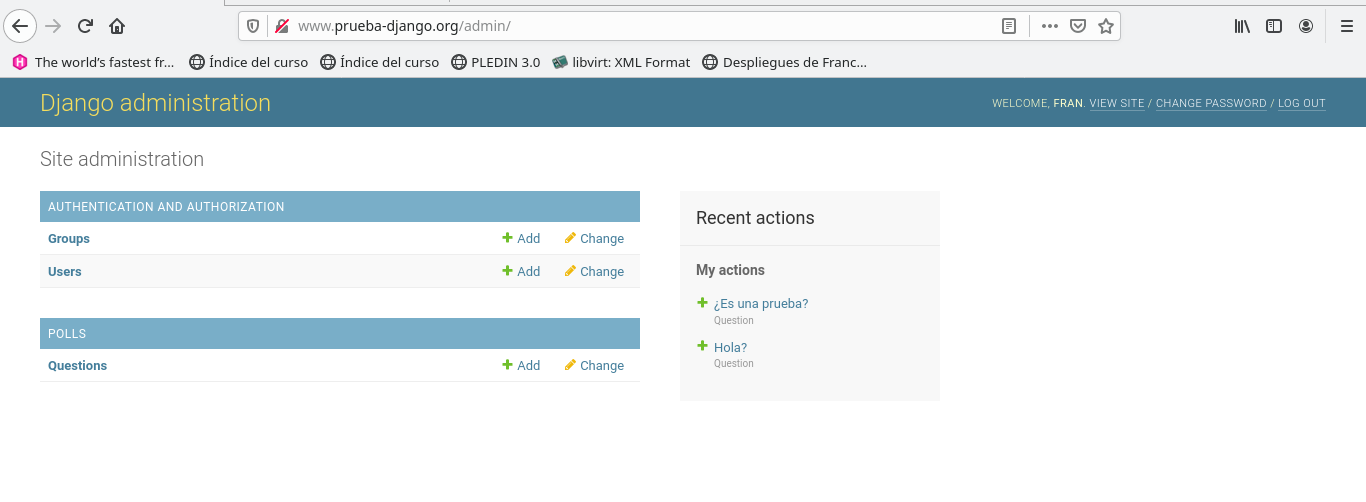 www.prueba-django.org/admin/
The world's fastest fr... Índice del curso Índice del curso PLEDIN 3.0 libvirt: XML Format Despliegues de Franc...
Django administration
WELCOME, FRAN. VIEW SITE / CHANGE PASSWORD / LOG OUT
Site administration
AUTHENTICATION AND AUTHORIZATION
Groups Add Change
Users Add Change
POLLS
Questions Add Change
Recent actions
My actions
¿Es una prueba?
Question
Hola?
Question